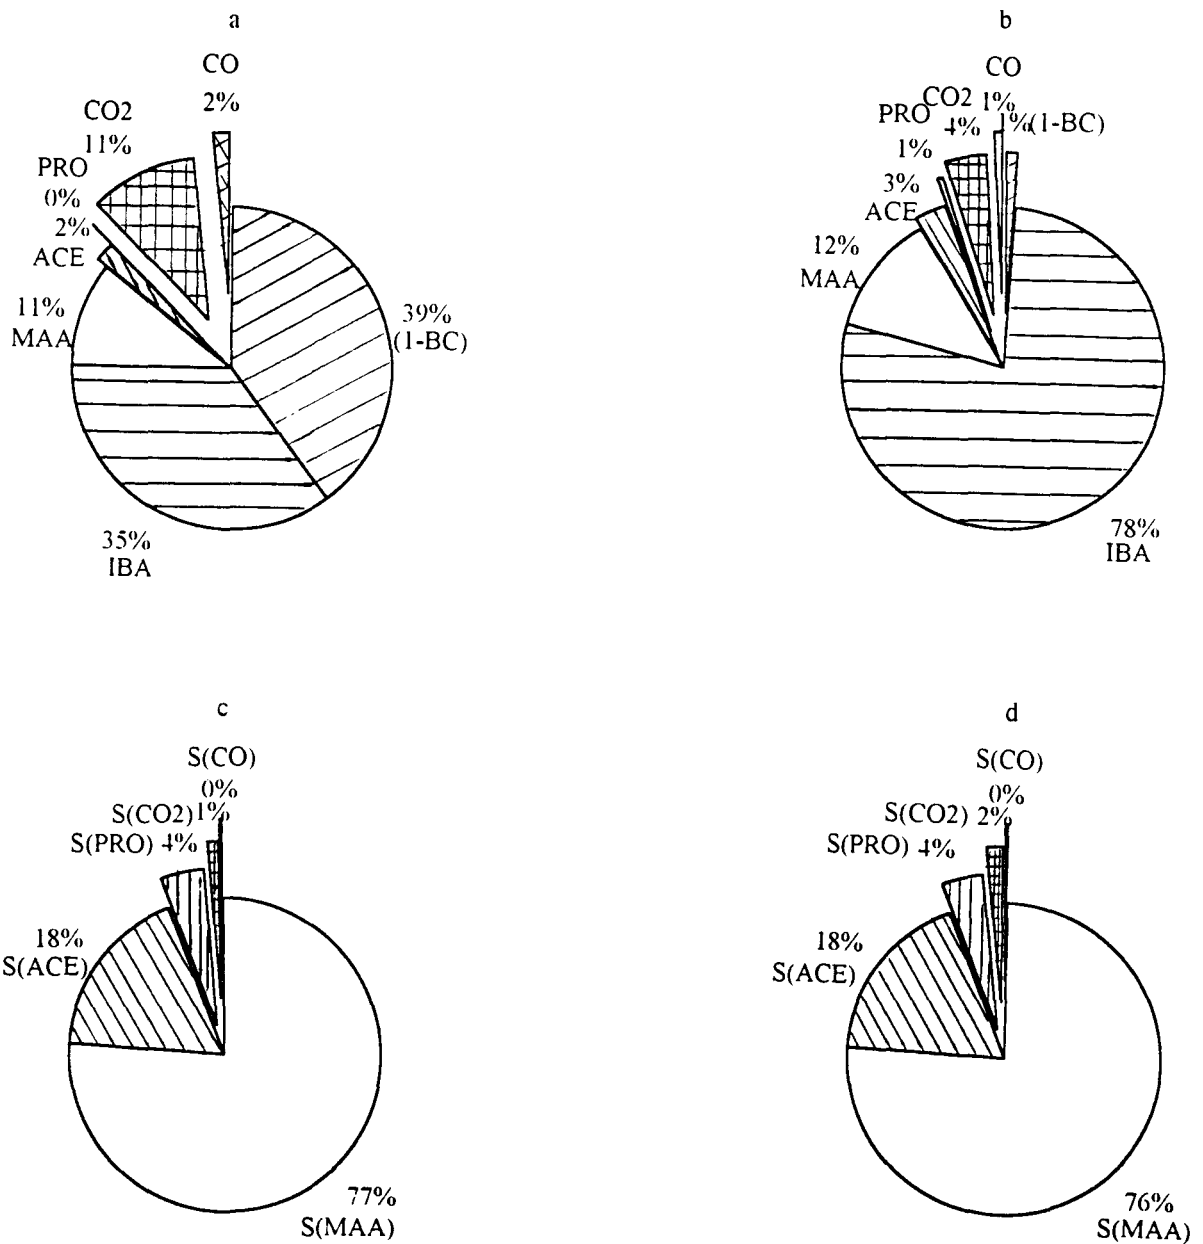 a
CO
2%
CO2
11%
PRO
0%
2%
ACE
11%
MAA
39%
(1-BC)
35%
IBA
b
CO
1%
CO2
4%
PRO
1%
%(1-BC)
3%
ACE
12%
MAA
78%
IBA
c
S(CO)
0%
S(CO2) 1%
S(PRO) 4%
18%
S(ACE)
77%
S(MAA)
d
S(CO)
0%
S(CO2) 2%
S(PRO) 4%
18%
S(ACE)
76%
S(MAA)